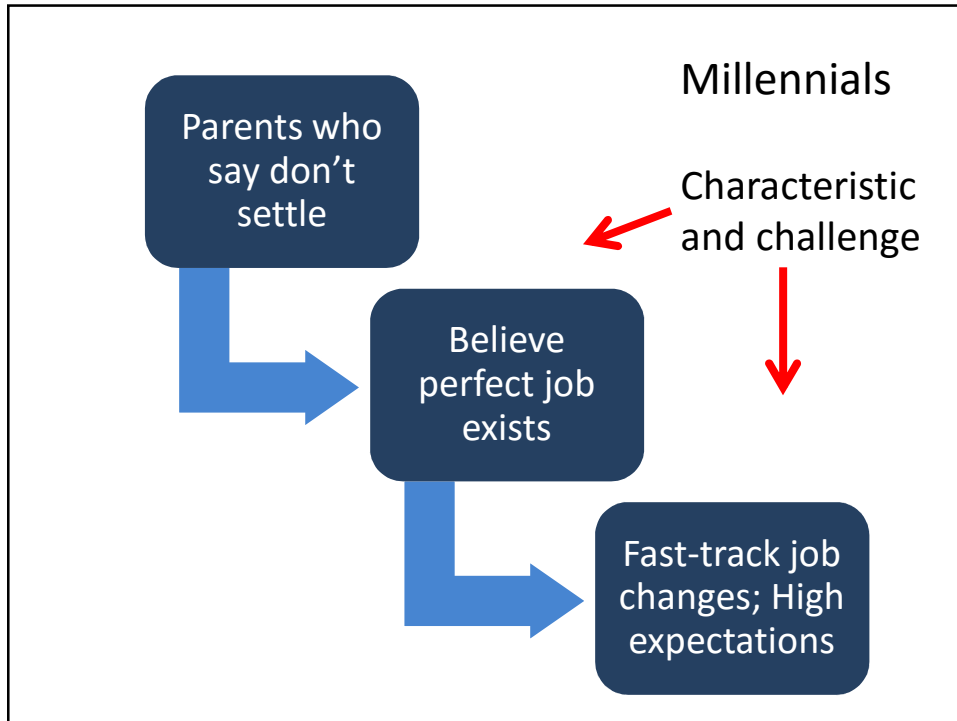 Millennials
Parents who
say don’t
settle
Characteristic
and challenge
Believe
perfect job
exists
Fast-track job
changes; High
expectations